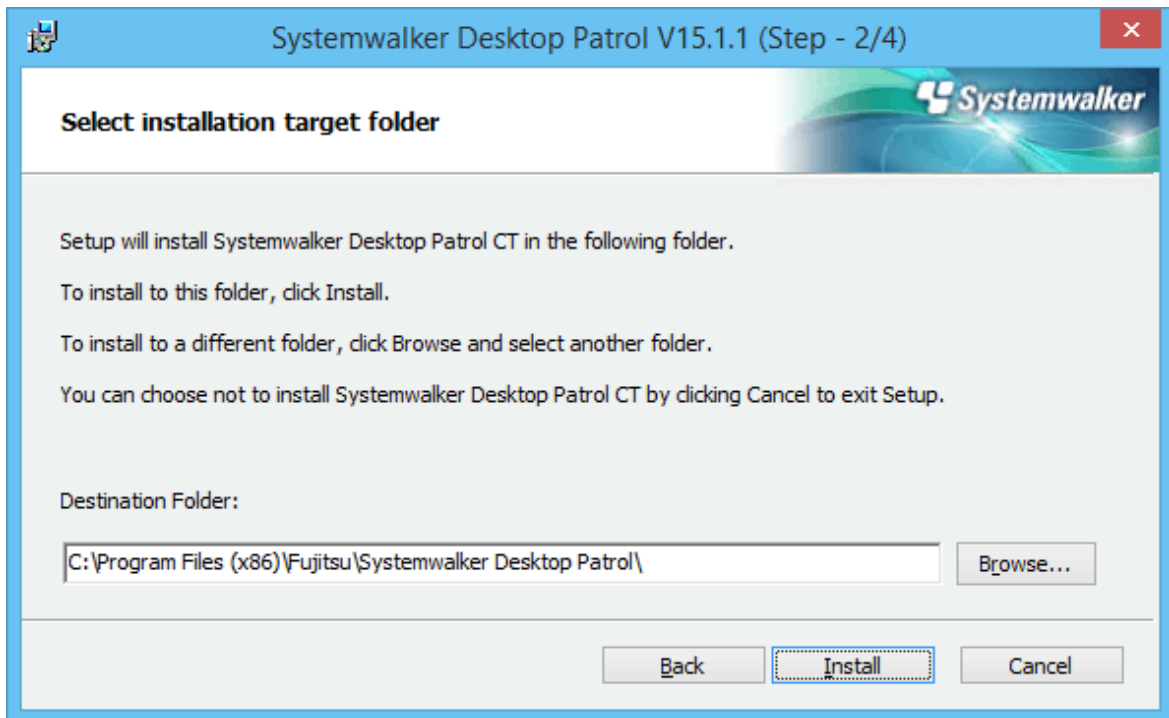 Systemwalker Desktop Patrol V15.1.1 (Step - 2/4)
Systemwalker
Select installation target folder
Setup will install Systemwalker Desktop Patrol CT in the following folder.
To install to this folder, click Install.
To install to a different folder, click Browse and select another folder.
You can choose not to install Systemwalker Desktop Patrol CT by clicking Cancel to exit Setup.
Destination Folder:
C:\Program Files (x86)\Fujitsu\Systemwalker Desktop Patrol\
Browse...
Back Install Cancel